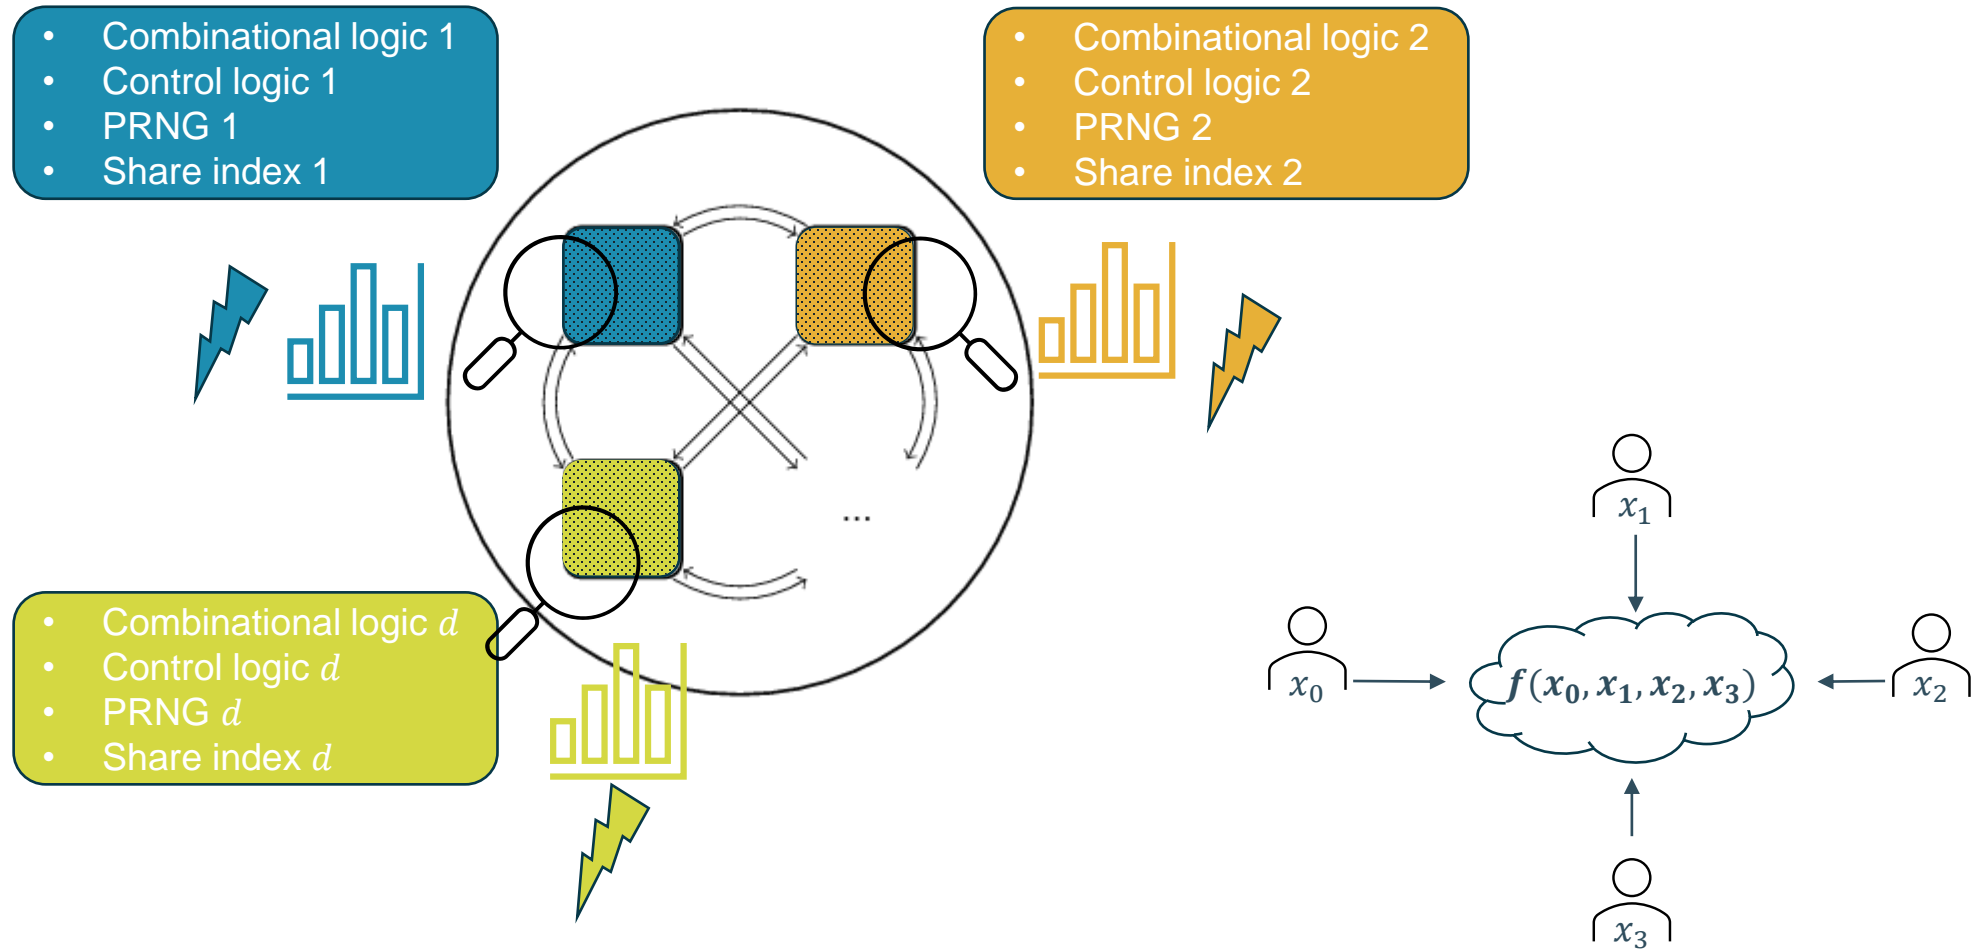 • Combinational logic 1
• Control logic 1
• PRNG 1
• Share index 1
• Combinational logic 2
• Control logic 2
• PRNG 2
• Share index 2
...
• Combinational logic d
• Control logic d
• PRNG d
• Share index d
x₁
x₀
f(x₀, x₁, x₂, x₃)
x₂
x₃